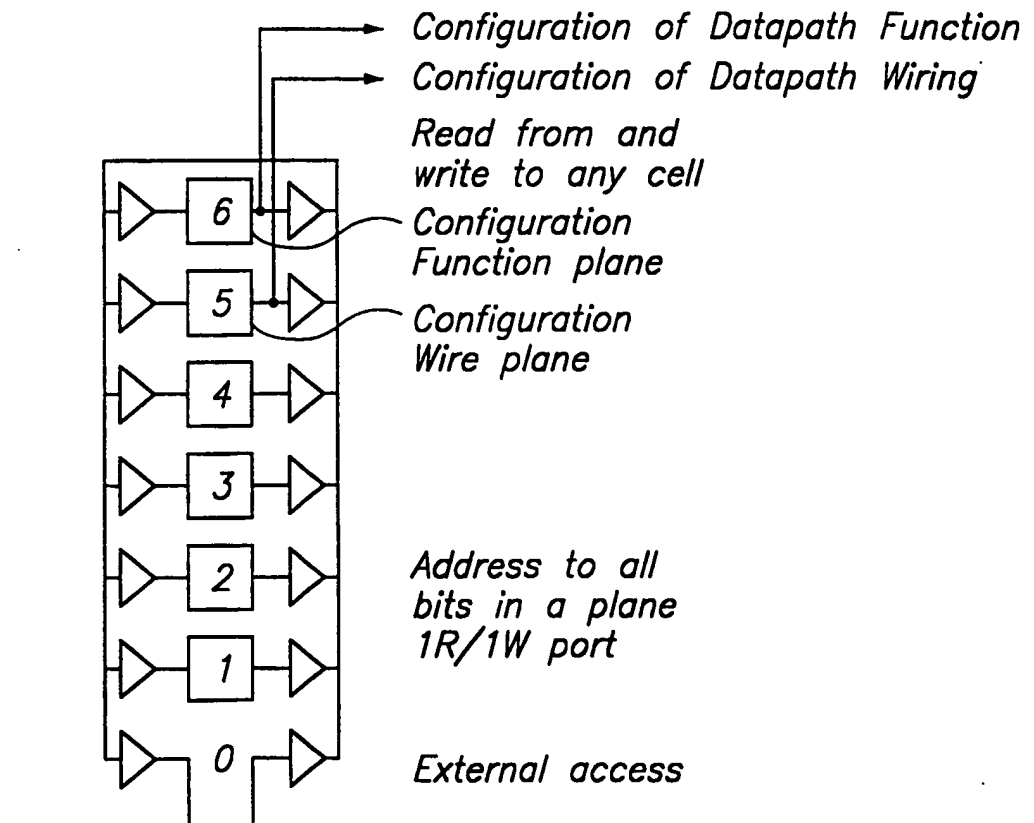 Configuration of Datapath Function
Configuration of Datapath Wiring
Read from and
write to any cell
6
Configuration
Function plane
5
Configuration
Wire plane
4
3
2
Address to all
bits in a plane
1R/1W port
1
0
External access